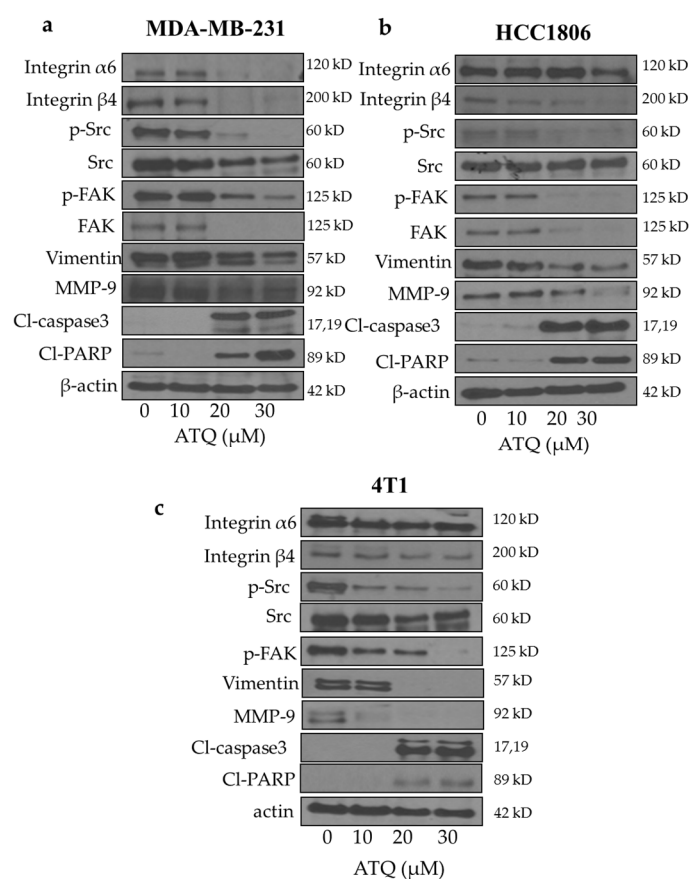 a
MDA-MB-231
Integrin α6 120 kD
Integrin β4 200 kD
p-Src 60 kD
Src 60 kD
p-FAK 125 kD
FAK 125 kD
Vimentin 57 kD
MMP-9 92 kD
Cl-caspase3 17,19
Cl-PARP 89 kD
β-actin 42 kD
0 10 20 30
ATQ (μM)
b
HCC1806
Integrin α6 120 kD
Integrin β4 200 kD
p-Src 60 kD
Src 60 kD
p-FAK 125 kD
FAK 125 kD
Vimentin 57 kD
MMP-9 92 kD
Cl-caspase3 17,19
Cl-PARP 89 kD
β-actin 42 kD
0 10 20 30
ATQ (μM)
c
4T1
Integrin α6 120 kD
Integrin β4 200 kD
p-Src 60 kD
Src 60 kD
p-FAK 125 kD
Vimentin 57 kD
MMP-9 92 kD
Cl-caspase3 17,19
Cl-PARP 89 kD
actin 42 kD
0 10 20 30
ATQ (μM)